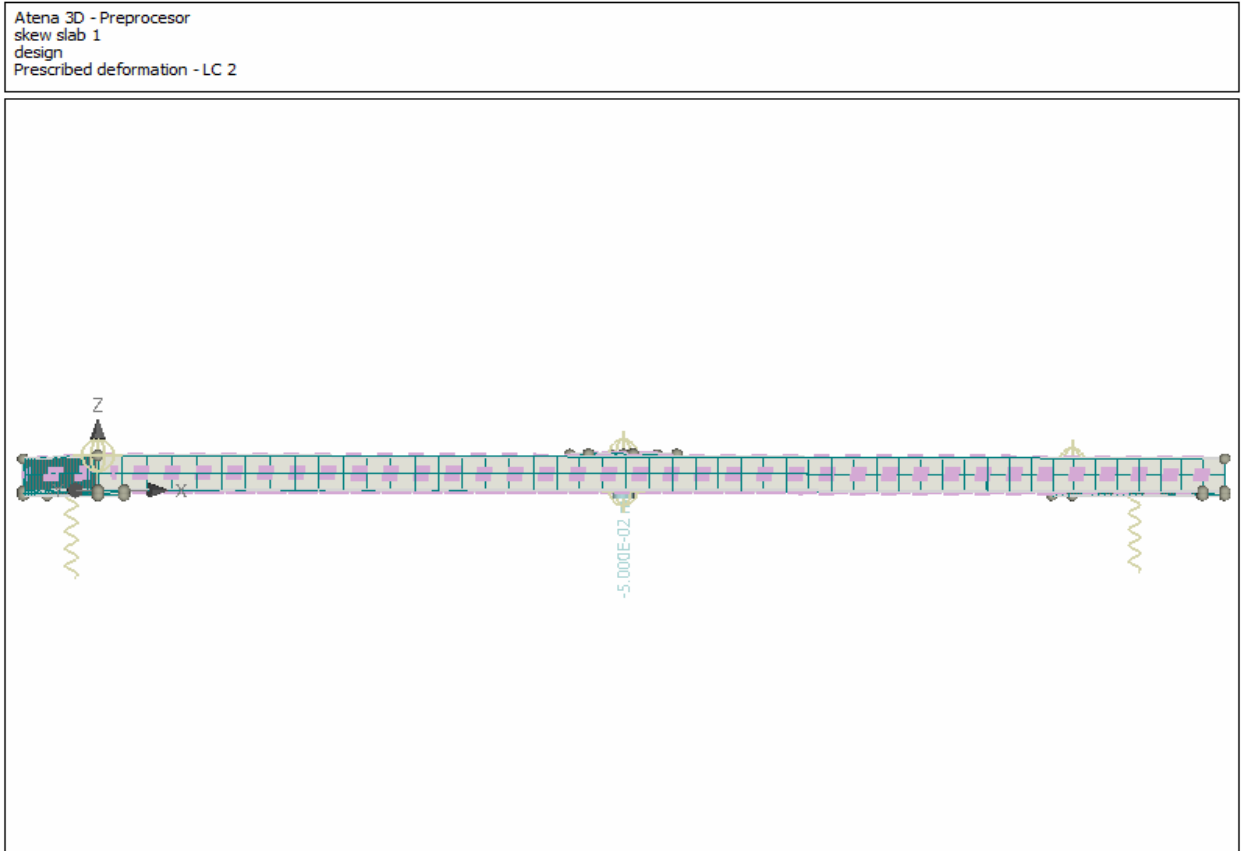 Atena 3D - Preprocesor
skew slab 1
design
Prescribed deformation - LC 2
Z
X
-5.000E-02